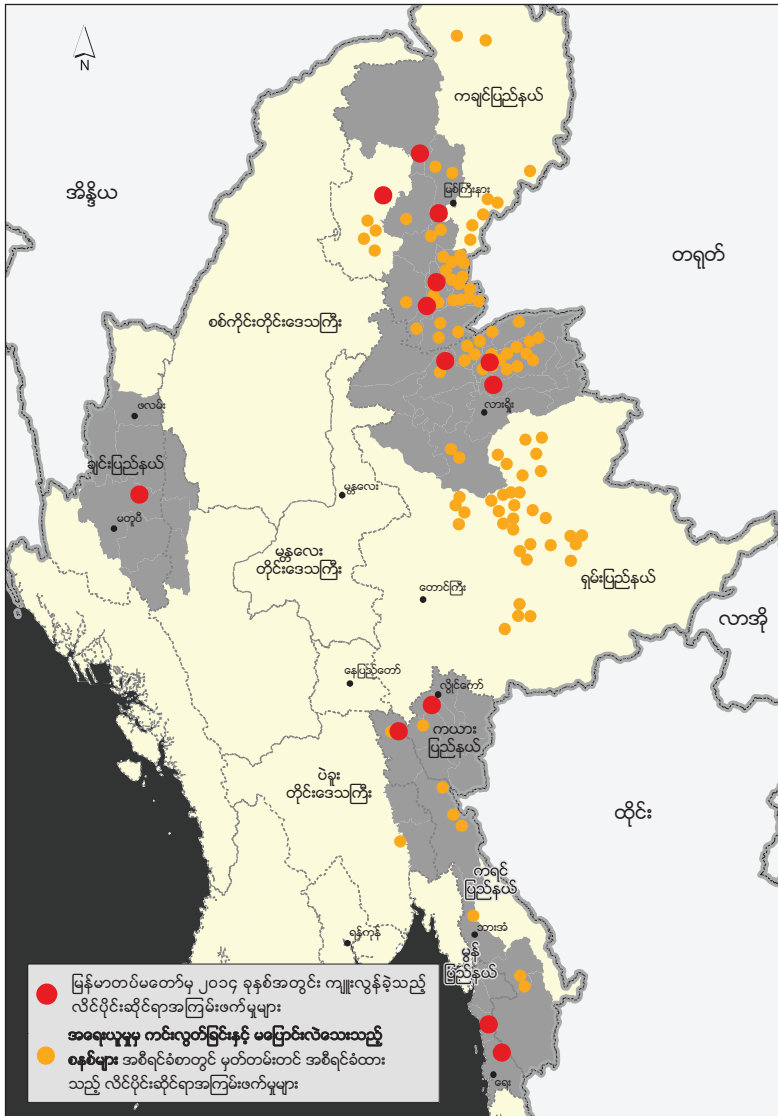 N
ကချင်ပြည်နယ်
အိန္ဒိယ
မြစ်ကြီးနား
တရုတ်
စစ်ကိုင်းတိုင်းဒေသကြီး
ဖလမ်း
လားရှိုး
ချင်းပြည်နယ်
မန္တလေး
မတူပီ
မန္တလေး
တိုင်းဒေသကြီး
ရှမ်းပြည်နယ်
တောင်ကြီး
လာအို
နေပြည်တော်
လွိုင်ကော်
ကယား
ပြည်နယ်
ပဲခူး
တိုင်းဒေသကြီး
ထိုင်း
ကရင်
ပြည်နယ်
ဘားအံ
ရန်ကုန်
မွန်
ပြည်နယ်
မြန်မာတပ်မတော်မှ ၂၀၁၄ ခုနှစ်အတွင်း ကျူးလွန်ခဲ့သည့်
လိင်ပိုင်းဆိုင်ရာအကြမ်းဖက်မှုများ
အရေးယူမှုမှ ကင်းလွတ်ခြင်းနှင့် မပြောင်းလဲသေးသည့်
စနစ်များ အစီရင်ခံစာတွင် မှတ်တမ်းတင် အစီရင်ခံထား
သည့် လိင်ပိုင်းဆိုင်ရာအကြမ်းဖက်မှုများ
ရေး